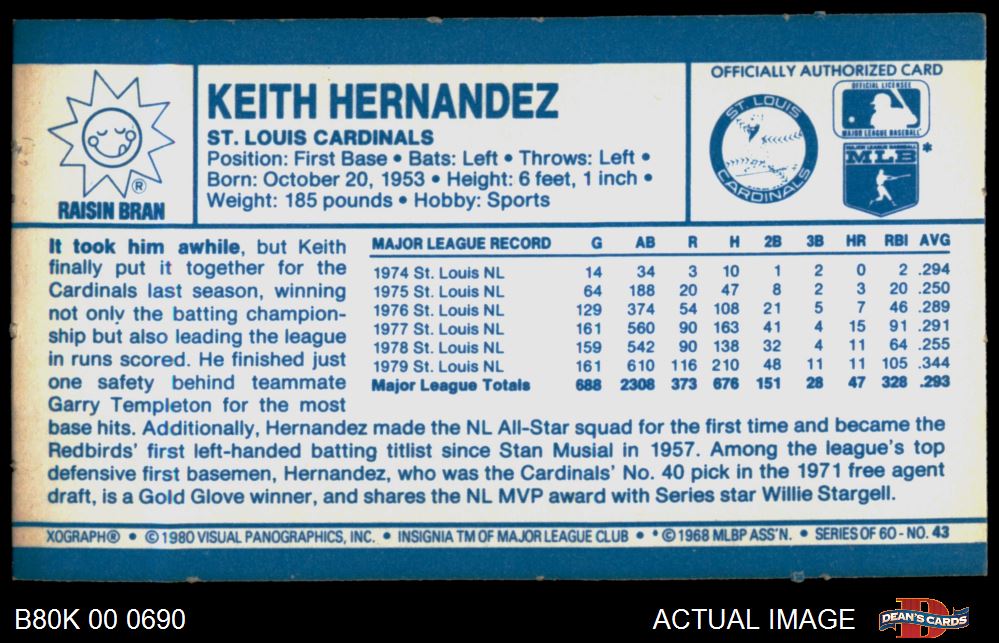 RAISIN BRAN
®
KEITH HERNANDEZ
ST. LOUIS CARDINALS
Position: First Base • Bats: Left • Throws: Left •
Born: October 20, 1953 • Height: 6 feet, 1 inch •
Weight: 185 pounds • Hobby: Sports
OFFICIALLY AUTHORIZED CARD
ST. LOUIS
CARDINALS
OFFICIAL LICENSEE
MAJOR LEAGUE BASEBALL
MAJOR LEAGUE BASEBALL
MLB *
It took him awhile, but Keith
finally put it together for the
Cardinals last season, winning
not only the batting champion-
ship but also leading the league
in runs scored. He finished just
one safety behind teammate
Garry Templeton for the most
base hits. Additionally, Hernandez made the NL All-Star squad for the first time and became the
Redbirds' first left-handed batting titlist since Stan Musial in 1957. Among the league's top
defensive first basemen, Hernandez, who was the Cardinals' No. 40 pick in the 1971 free agent
draft, is a Gold Glove winner, and shares the NL MVP award with Series star Willie Stargell.
MAJOR LEAGUE RECORD G AB R H 2B 3B HR RBI AVG
1974 St. Louis NL 14 34 3 10 1 2 0 2 .294
1975 St. Louis NL 64 188 20 47 8 2 3 20 .250
1976 St. Louis NL 129 374 54 108 21 5 7 46 .289
1977 St. Louis NL 161 560 90 163 41 4 15 91 .291
1978 St. Louis NL 159 542 90 138 32 4 11 64 .255
1979 St. Louis NL 161 610 116 210 48 11 11 105 .344
Major League Totals 688 2308 373 676 151 28 47 328 .293
XOGRAPH® • ©1980 VISUAL PANOGRAPHICS, INC. • INSIGNIA TM OF MAJOR LEAGUE CLUB • *©1968 MLBP ASS'N. • SERIES OF 60 - NO. 43
B80K 00 0690
ACTUAL IMAGE
DEAN'S CARDS